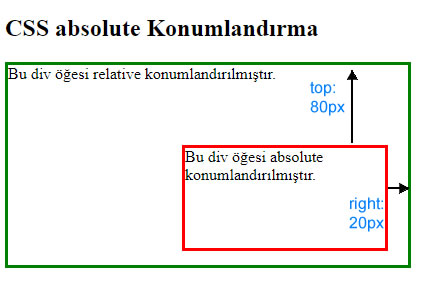 CSS absolute Konumlandırma
Bu div öğesi relative konumlandırılmıştır.
top:
80px
Bu div öğesi absolute
konumlandırılmıştır.
right:
20px